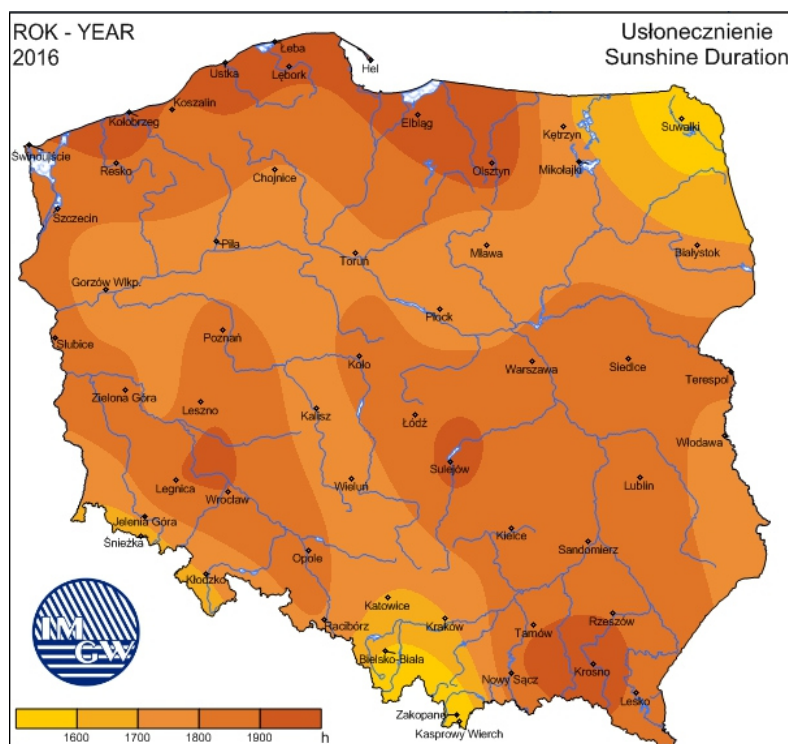 ROK - YEAR
2016
Usłonecznienie
Sunshine Duration
Łeba
Hel
Ustka
Lębork
Koszalin
Kołobrzeg
Elbląg
Suwałki
Kętrzyn
Świnoujście
Resko
Chojnice
Olsztyn
Mikołajki
Szczecin
Piła
Toruń
Mława
Białystok
Gorzów Wlkp.
Płock
Słubice
Poznań
Koło
Warszawa
Siedlce
Terespol
Zielona Góra
Leszno
Kalisz
Łódź
Włodawa
Sulejów
Legnica
Wrocław
Wieluń
Lublin
Jelenia Góra
Śnieżka
Opole
Kielce
Sandomierz
Kłodzko
Katowice
Racibórz
Kraków
Tarnów
Rzeszów
Bielsko-Biała
Nowy Sącz
Krosno
Lesko
Zakopane
Kasprowy Wierch
IM
GW
1600 1700 1800 1900 h